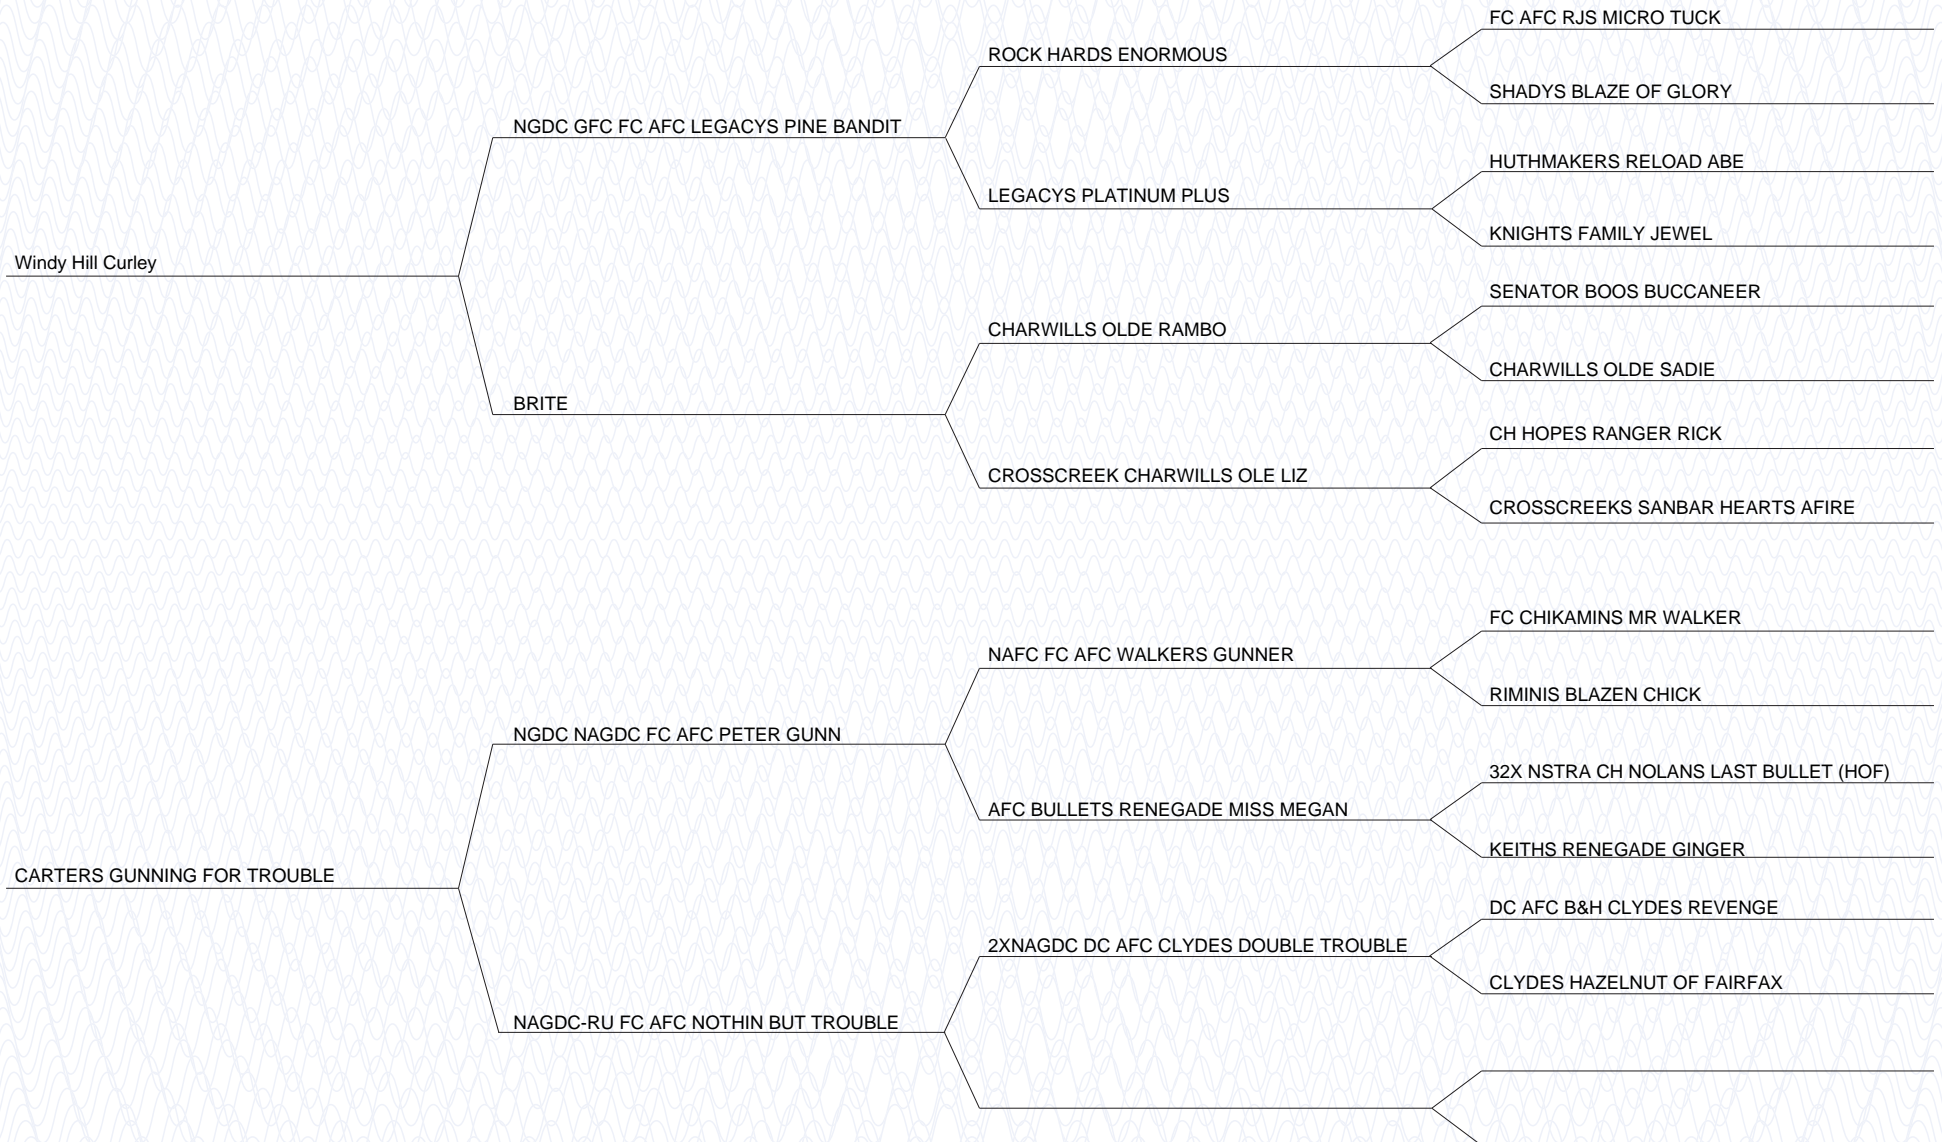 FC AFC RJS MICRO TUCK
ROCK HARDS ENORMOUS
SHADYS BLAZE OF GLORY
NGDC GFC FC AFC LEGACYS PINE BANDIT
HUTHMAKERS RELOAD ABE
LEGACYS PLATINUM PLUS
KNIGHTS FAMILY JEWEL
Windy Hill Curley
SENATOR BOOS BUCCANEER
CHARWILLS OLDE RAMBO
CHARWILLS OLDE SADIE
BRITE
CH HOPES RANGER RICK
CROSSCREEK CHARWILLS OLE LIZ
CROSSCREEKS SANBAR HEARTS AFIRE
FC CHIKAMINS MR WALKER
NAFC FC AFC WALKERS GUNNER
RIMINIS BLAZEN CHICK
NGDC NAGDC FC AFC PETER GUNN
32X NSTRA CH NOLANS LAST BULLET (HOF)
AFC BULLETS RENEGADE MISS MEGAN
KEITHS RENEGADE GINGER
CARTERS GUNNING FOR TROUBLE
DC AFC B&H CLYDES REVENGE
2XNAGDC DC AFC CLYDES DOUBLE TROUBLE
CLYDES HAZELNUT OF FAIRFAX
NAGDC-RU FC AFC NOTHIN BUT TROUBLE